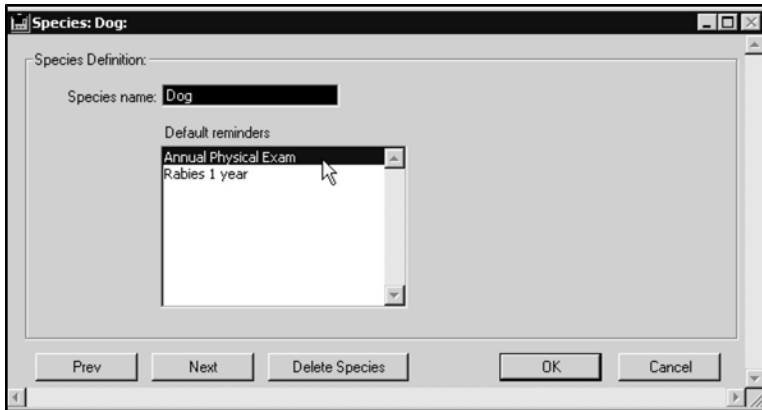 Species: Dog:
Species Definition:
Species name: Dog
Default reminders
Annual Physical Exam
Rabies 1 year
Prev Next Delete Species OK Cancel